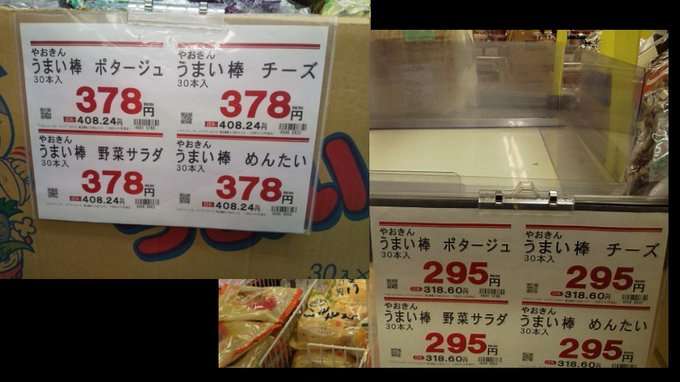 やおきん
うまい棒 ポタージュ
30本入
378円
408.24円
やおきん
うまい棒 チーズ
30本入
378円
408.24円
やおきん
うまい棒 野菜サラダ
30本入
378円
408.24円
やおきん
うまい棒 めんたい
30本入
378円
408.24円
30入×
やおきん
うまい棒 ポタージュ
30本入
295円
318.60円
やおきん
うまい棒 チーズ
30本入
295円
318.60円
やおきん
うまい棒 野菜サラダ
30本入
295円
318.60円
やおきん
うまい棒 めんたい
30本入
295円
318.60円